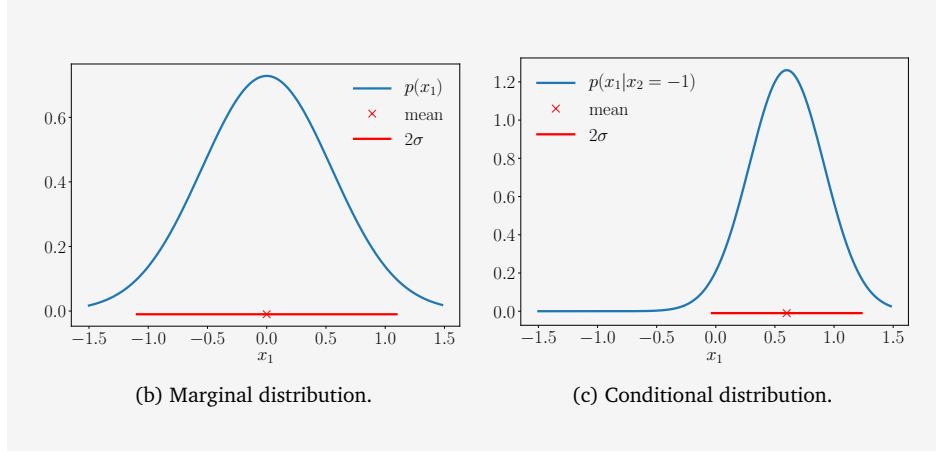 p(x₁)
mean
2σ
0.6
0.4
0.2
0.0
−1.5 −1.0 −0.5 0.0 0.5 1.0 1.5
x₁
(b) Marginal distribution.
p(x₁|x₂ = −1)
mean
2σ
1.2
1.0
0.8
0.6
0.4
0.2
0.0
−1.5 −1.0 −0.5 0.0 0.5 1.0 1.5
x₁
(c) Conditional distribution.